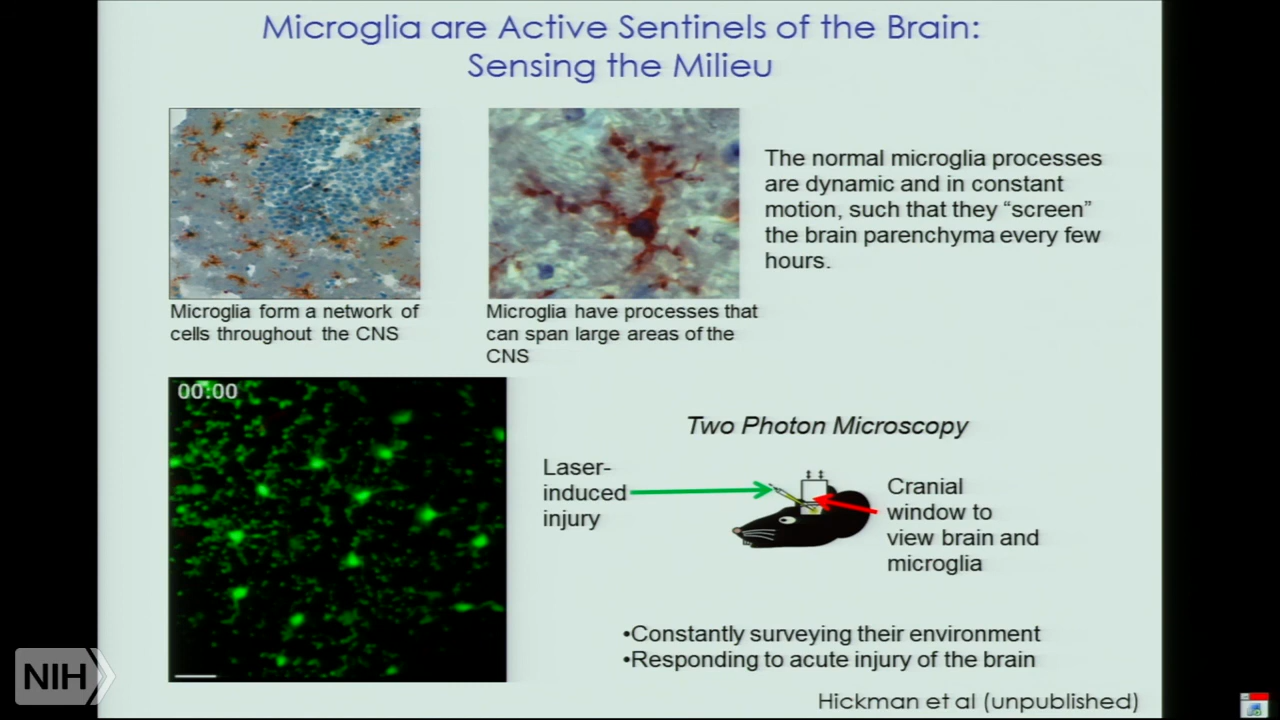 Microglia are Active Sentinels of the Brain:
Sensing the Milieu
The normal microglia processes
are dynamic and in constant
motion, such that they “screen”
the brain parenchyma every few
hours.
Microglia form a network of
cells throughout the CNS
Microglia have processes that
can span large areas of the
CNS
00:00
Two Photon Microscopy
Laser-
induced
injury
Cranial
window to
view brain and
microglia
•Constantly surveying their environment
•Responding to acute injury of the brain
Hickman et al (unpublished)
NIH